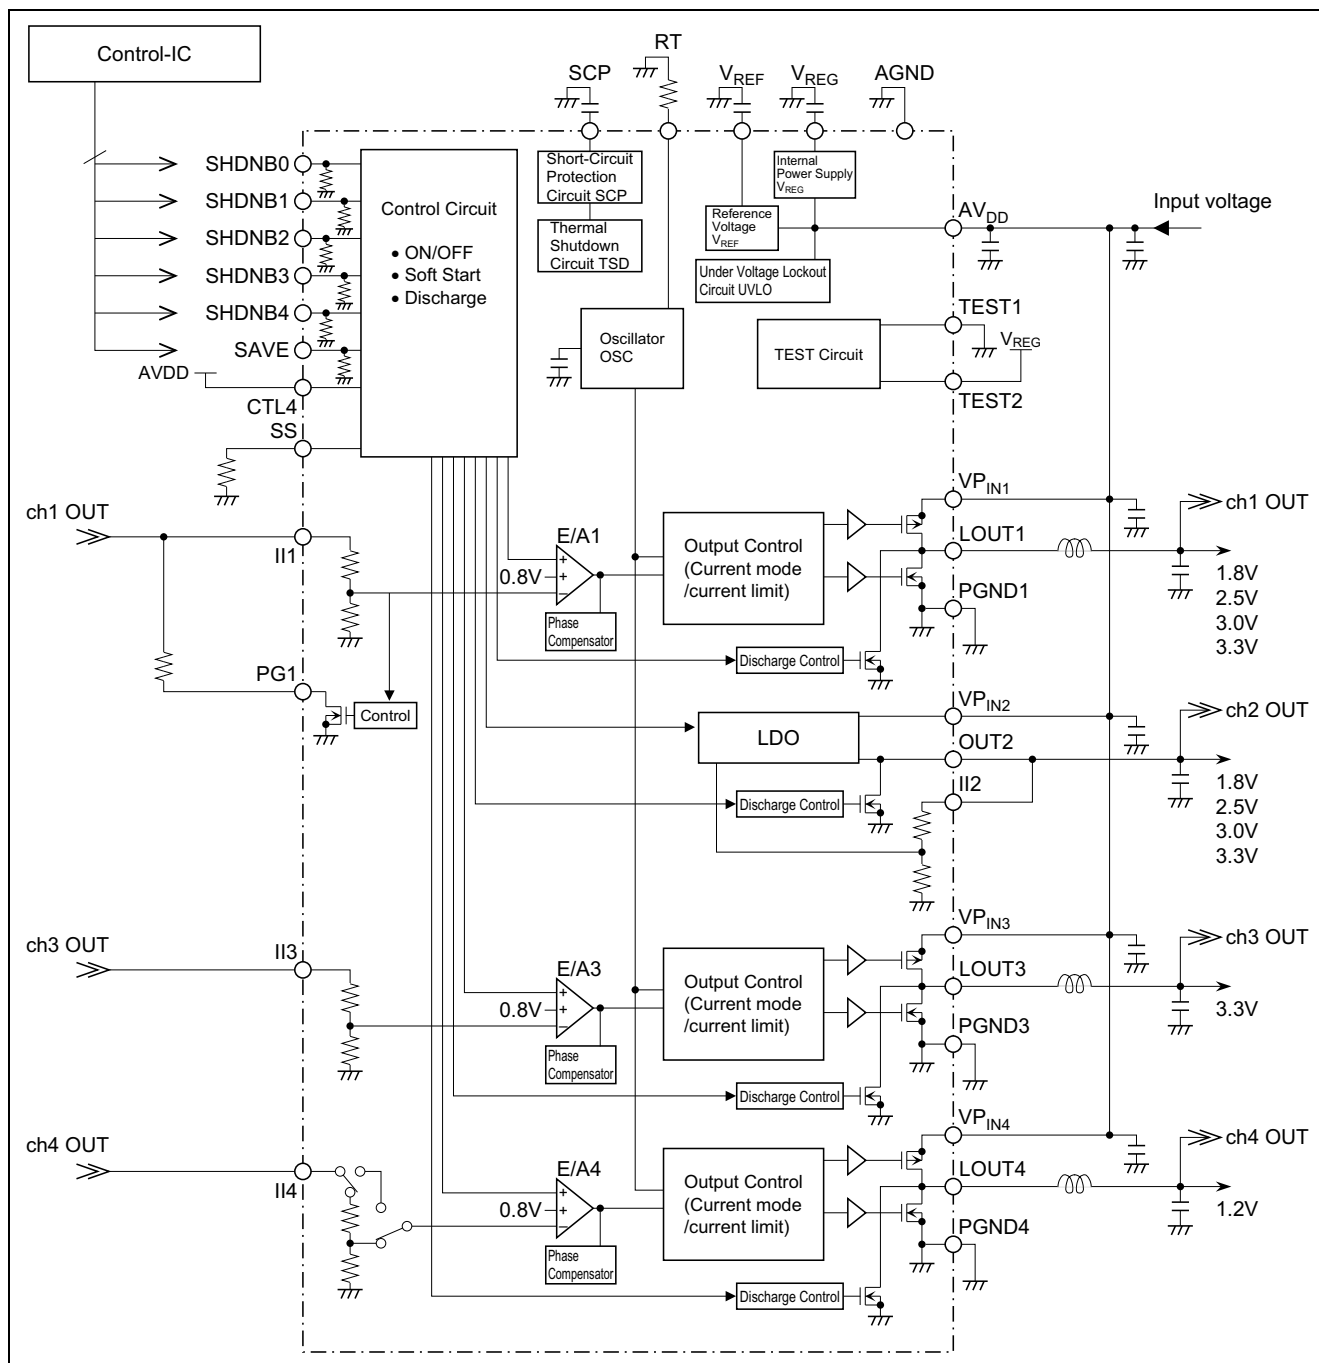 Control-IC
RT
SCP
VREF
VREG
AGND
SHDNB0
SHDNB1
SHDNB2
SHDNB3
SHDNB4
SAVE
AVDD
CTL4
SS
Control Circuit
• ON/OFF
• Soft Start
• Discharge
Short-Circuit
Protection
Circuit SCP
Thermal
Shutdown
Circuit TSD
Internal
Power Supply
VREG
Reference
Voltage
VREF
Under Voltage Lockout
Circuit UVLO
AVDD
Input voltage
Oscillator
OSC
TEST Circuit
TEST1
VREG
TEST2
ch1 OUT
II1
PG1
Control
E/A1
0.8V
+
+
−
Phase
Compensator
Output Control
(Current mode
/current limit)
Discharge Control
VPIN1
LOUT1
PGND1
ch1 OUT
1.8V
2.5V
3.0V
3.3V
LDO
Discharge Control
VPIN2
OUT2
II2
ch2 OUT
1.8V
2.5V
3.0V
3.3V
ch3 OUT
II3
E/A3
0.8V
+
+
−
Phase
Compensator
Output Control
(Current mode
/current limit)
Discharge Control
VPIN3
LOUT3
PGND3
ch3 OUT
3.3V
ch4 OUT
II4
E/A4
0.8V
+
+
−
Phase
Compensator
Output Control
(Current mode
/current limit)
Discharge Control
VPIN4
LOUT4
PGND4
ch4 OUT
1.2V